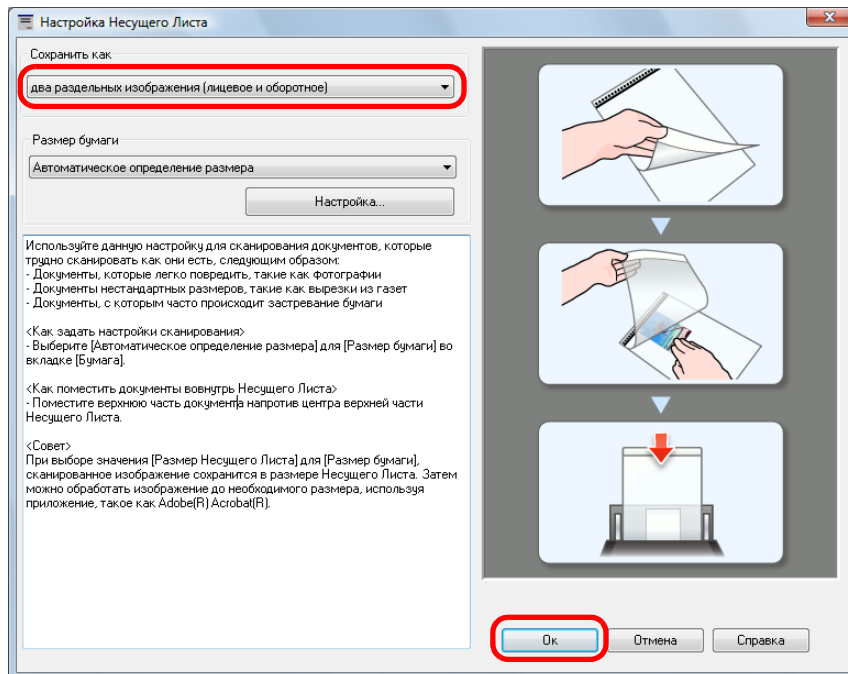 Настройка Несущего Листа
Сохранить как
два раздельных изображения (лицевое и оборотное)
Размер бумаги
Автоматическое определение размера
Настройка...
Используйте данную настройку для сканирования документов, которые
трудно сканировать как они есть, следующим образом:
- Документы, которые легко повредить, такие как фотографии
- Документы нестандартных размеров, такие как вырезки из газет
- Документы, с которым часто происходит застревание бумаги
<Как задать настройки сканирования>
- Выберите [Автоматическое определение размера] для [Размер бумаги] во
вкладке [Бумага].
<Как поместить документы вовнутрь Несущего Листа>
- Поместите верхнюю часть документа напротив центра верхней части
Несущего Листа.
<Совет>
При выборе значения [Размер Несущего Листа] для [Размер бумаги],
сканированное изображение сохранится в размере Несущего Листа. Затем
можно обработать изображение до необходимого размера, используя
приложение, такое как Adobe(R) Acrobat(R).
Ок
Отмена
Справка